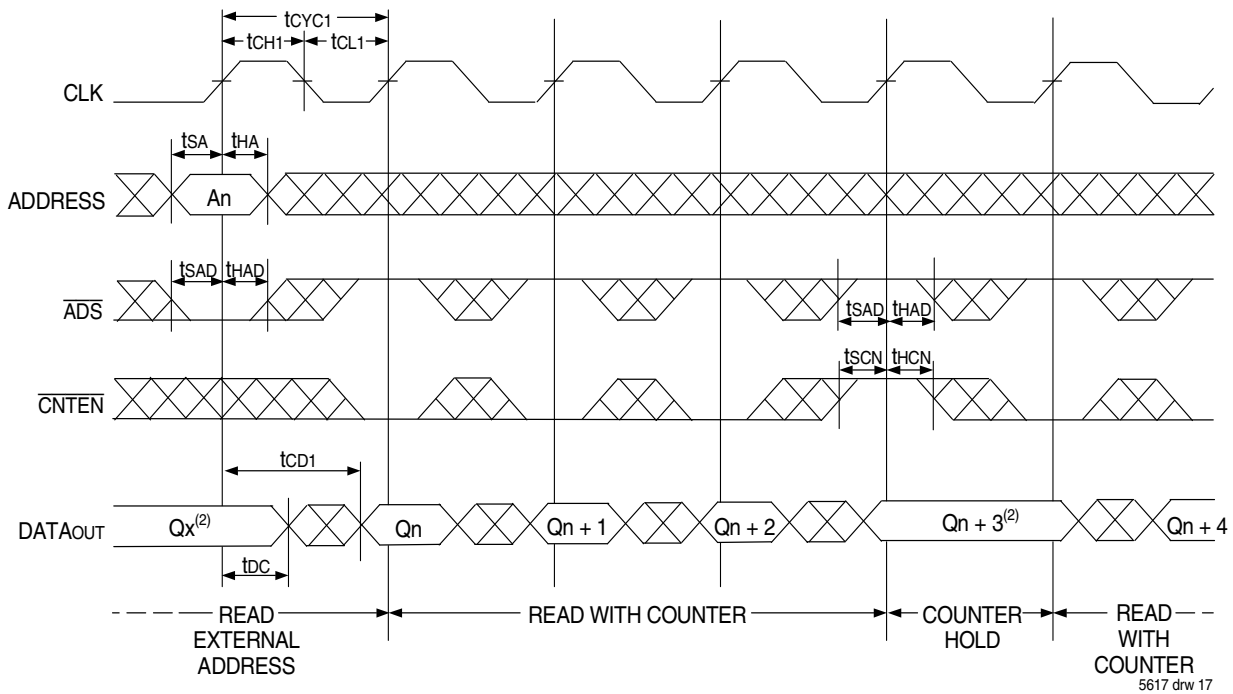 tCYC1
tCH1 tCL1
CLK
tSA tHA
ADDRESS An
tSAD tHAD
ADS
tSAD tHAD
tSCN tHCN
CNTEN
tCD1
DATAOUT Qx(2) Qn Qn + 1 Qn + 2 Qn + 3(2) Qn + 4
tDC
READ EXTERNAL ADDRESS
READ WITH COUNTER
COUNTER HOLD
READ WITH COUNTER
5617 drw 17